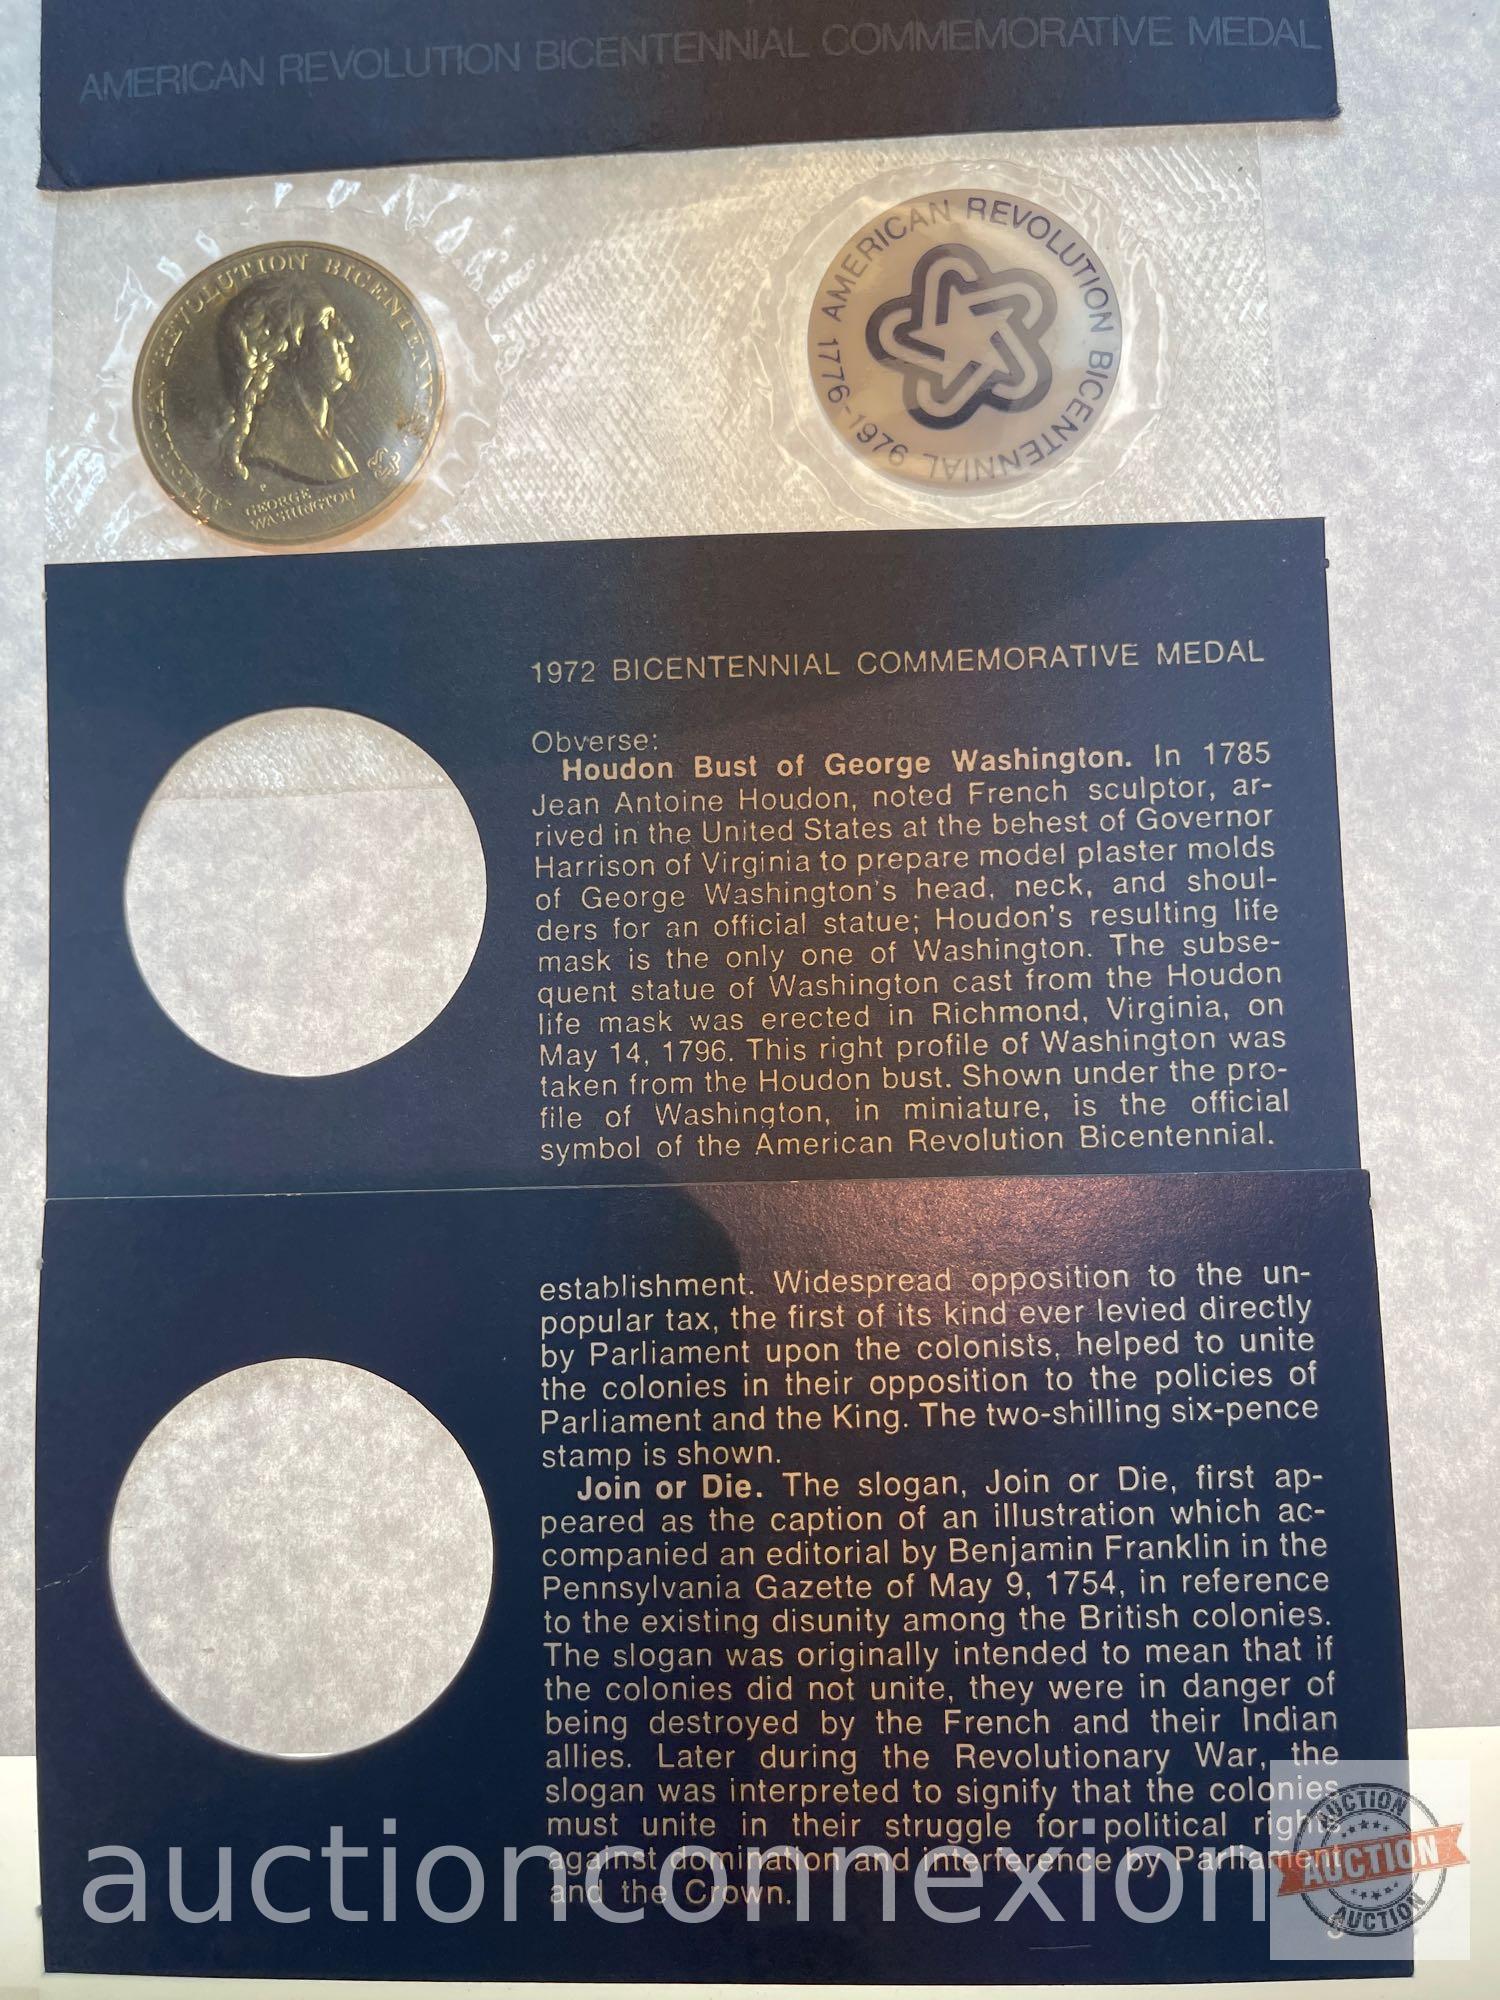 AMERICAN REVOLUTION BICENTENNIAL COMMEMORATIVE MEDAL
AMERICAN REVOLUTION BICENTENNIAL
GEORGE
WASHINGTON
AMERICAN REVOLUTION BICENTENNIAL
1776-1976
1972 BICENTENNIAL COMMEMORATIVE MEDAL
Obverse:
Houdon Bust of George Washington. In 1785
Jean Antoine Houdon, noted French sculptor, ar-
rived in the United States at the behest of Governor
Harrison of Virginia to prepare model plaster molds
of George Washington's head, neck, and shoul-
ders for an official statue; Houdon's resulting life
mask is the only one of Washington. The subse-
quent statue of Washington cast from the Houdon
life mask was erected in Richmond, Virginia, on
May 14, 1796. This right profile of Washington was
taken from the Houdon bust. Shown under the pro-
file of Washington, in miniature, is the official
symbol of the American Revolution Bicentennial.
establishment. Widespread opposition to the un-
popular tax, the first of its kind ever levied directly
by Parliament upon the colonists, helped to unite
the colonies in their opposition to the policies of
Parliament and the King. The two-shilling six-pence
stamp is shown.
Join or Die. The slogan, Join or Die, first ap-
peared as the caption of an illustration which ac-
companied an editorial by Benjamin Franklin in the
Pennsylvania Gazette of May 9, 1754, in reference
to the existing disunity among the British colonies.
The slogan was originally intended to mean that if
the colonies did not unite, they were in danger of
being destroyed by the French and their Indian
allies. Later during the Revolutionary War, the
slogan was interpreted to signify that the colonies
must unite in their struggle for political rights
against domination and interference by Parliament
and the Crown.
auctionconnexion
AUCTION
AUCTION
AUCTION